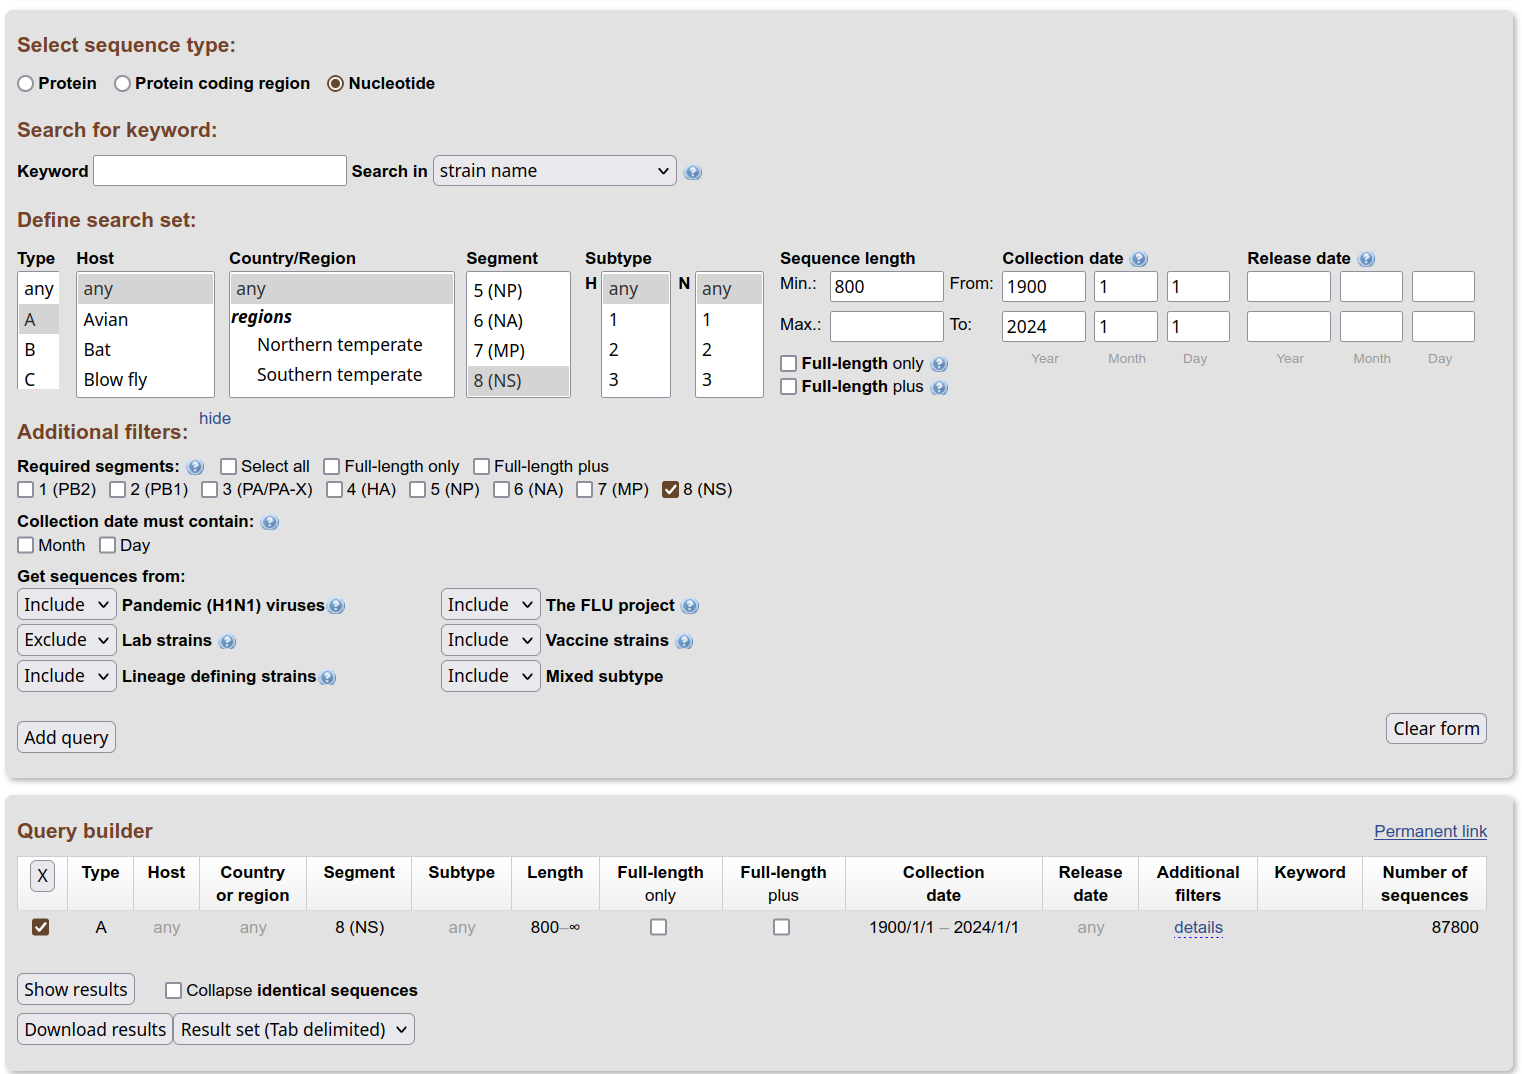 Select sequence type:
Protein Protein coding region Nucleotide
Search for keyword:
Keyword Search in strain name
Define search set:
Type Host Country/Region Segment Subtype Sequence length Collection date Release date
any any any 5 (NP) H any N any Min.: 800 From: 1900 1 1
A Avian regions 6 (NA) 1 1 Max.: To: 2024 1 1
B Bat Northern temperate 7 (MP) 2 2 Year Month Day Year Month Day
C Blow fly Southern temperate 8 (NS) 3 3 Full-length only
Full-length plus
hide
Additional filters:
Required segments: Select all Full-length only Full-length plus
1 (PB2) 2 (PB1) 3 (PA/PA-X) 4 (HA) 5 (NP) 6 (NA) 7 (MP) 8 (NS)
Collection date must contain:
Month Day
Get sequences from:
Include Pandemic (H1N1) viruses Include The FLU project
Exclude Lab strains Include Vaccine strains
Include Lineage defining strains Include Mixed subtype
Add query Clear form
Query builder Permanent link
X Type Host Country Segment Subtype Length Full-length Full-length Collection Release Additional Keyword Number of
or region only plus date date filters sequences
A any any 8 (NS) any 800–∞ 1900/1/1 – 2024/1/1 any details 87800
Show results Collapse identical sequences
Download results Result set (Tab delimited)